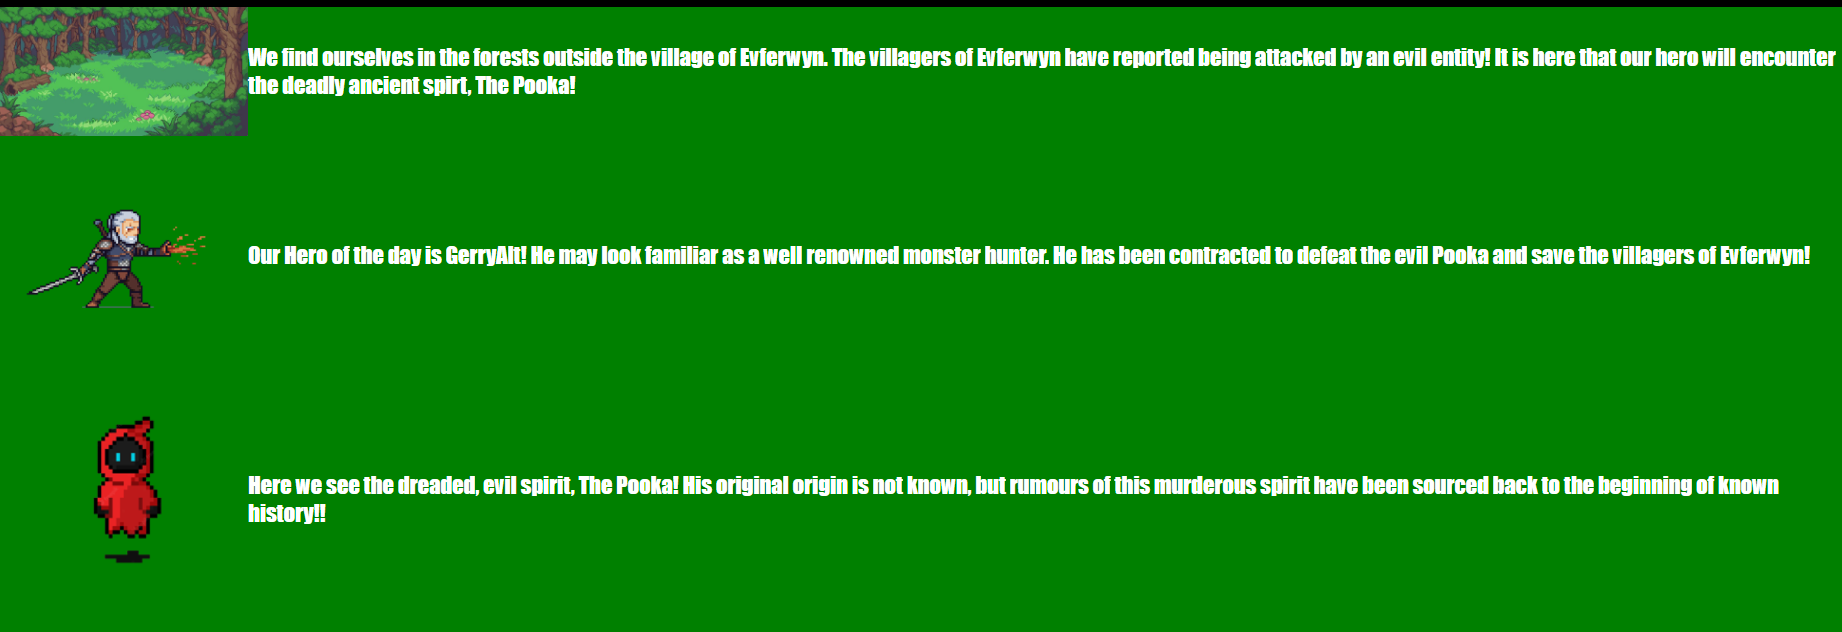 We find ourselves in the forests outside the village of Evferwyn. The villagers of Evferwyn have reported being attacked by an evil entity! It is here that our hero will encounter
the deadly ancient spirt, The Pooka!
Our Hero of the day is GerryAlt! He may look familiar as a well renowned monster hunter. He has been contracted to defeat the evil Pooka and save the villagers of Evferwyn!
Here we see the dreaded, evil spirit, The Pooka! His original origin is not known, but rumours of this murderous spirit have been sourced back to the beginning of known
history!!